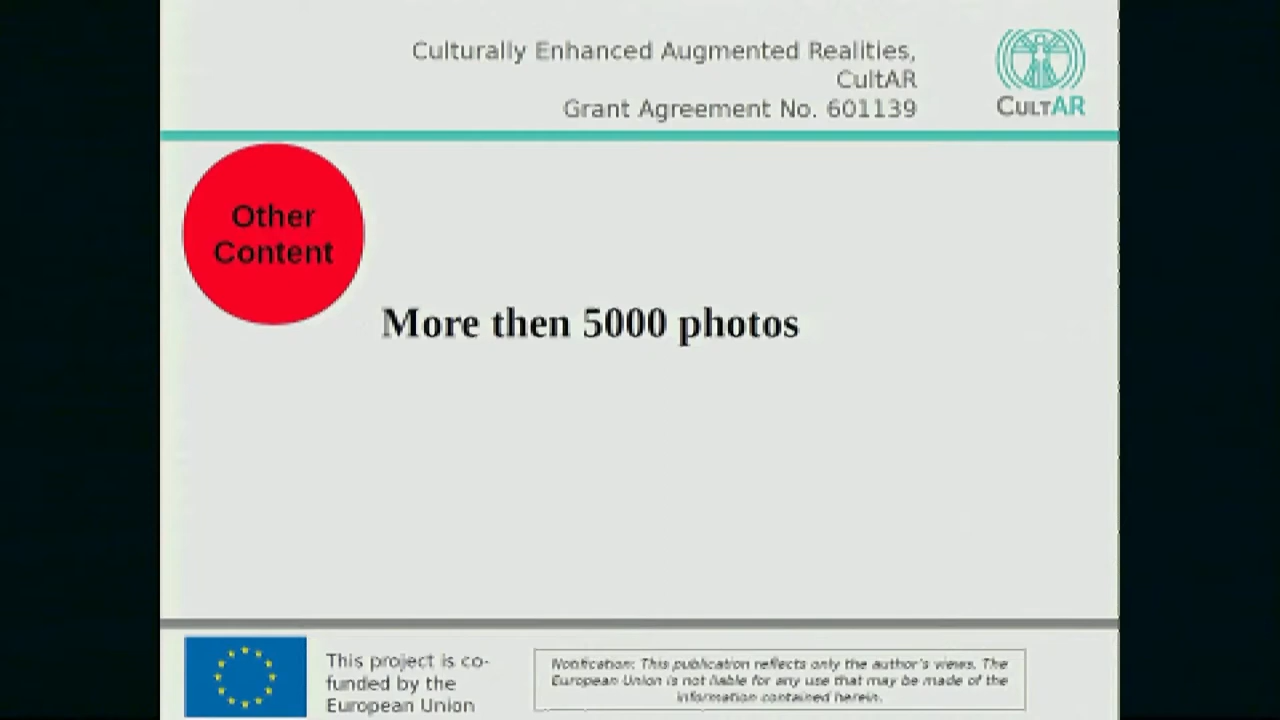 Culturally Enhanced Augmented Realities,
CultAR
Grant Agreement No. 601139
CULTAR
Other
Content
More then 5000 photos
This project is co-
funded by the
European Union
Notification: This publication reflects only the author's views. The
European Union is not liable for any use that may be made of the
information contained herein.